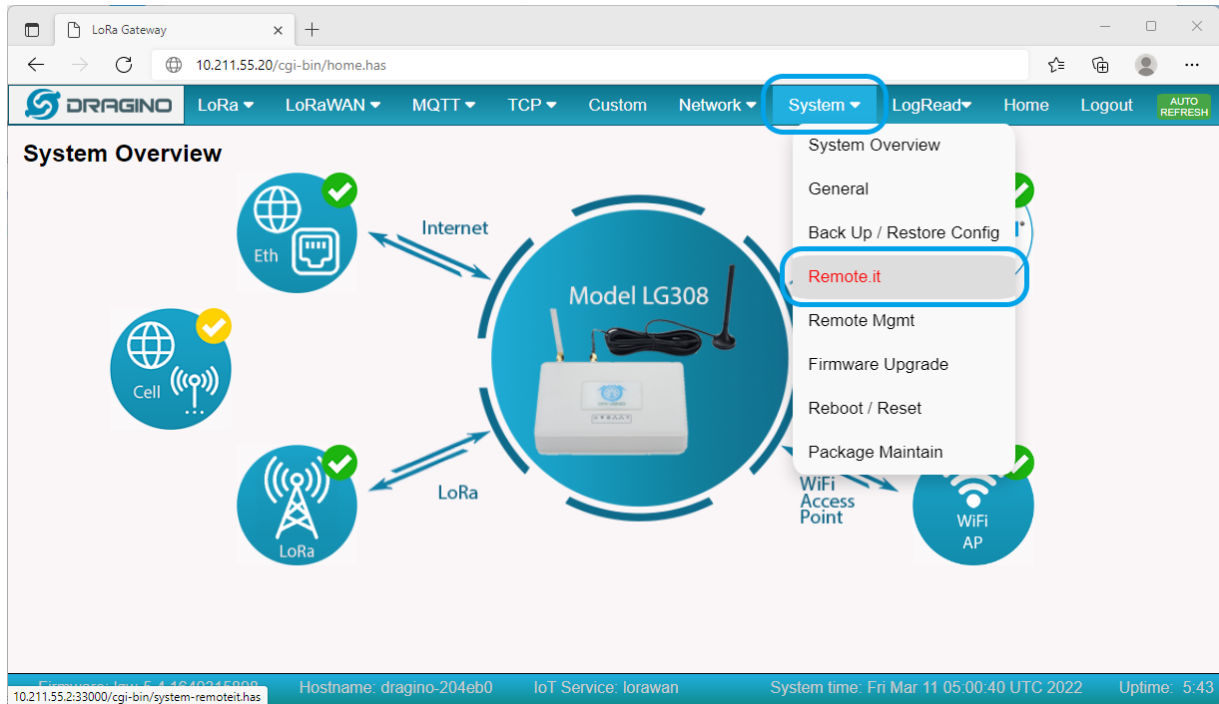 LoRa Gateway
10.211.55.20/cgi-bin/home.has
DRAGINO LoRa LoRaWAN MQTT TCP Custom Network System LogRead Home Logout AUTO REFRESH
System Overview
System Overview
General
Back Up / Restore Config
Remote.it
Remote Mgmt
Firmware Upgrade
Reboot / Reset
Package Maintain
Eth
Internet
Model LG308
Cell
LoRa
LoRa
WiFi
Access
Point
WiFi
AP
Hostname: dragino-204eb0 IoT Service: lorawan System time: Fri Mar 11 05:00:40 UTC 2022 Uptime: 5:43
10.211.55.2:33000/cgi-bin/system-remoteit.has